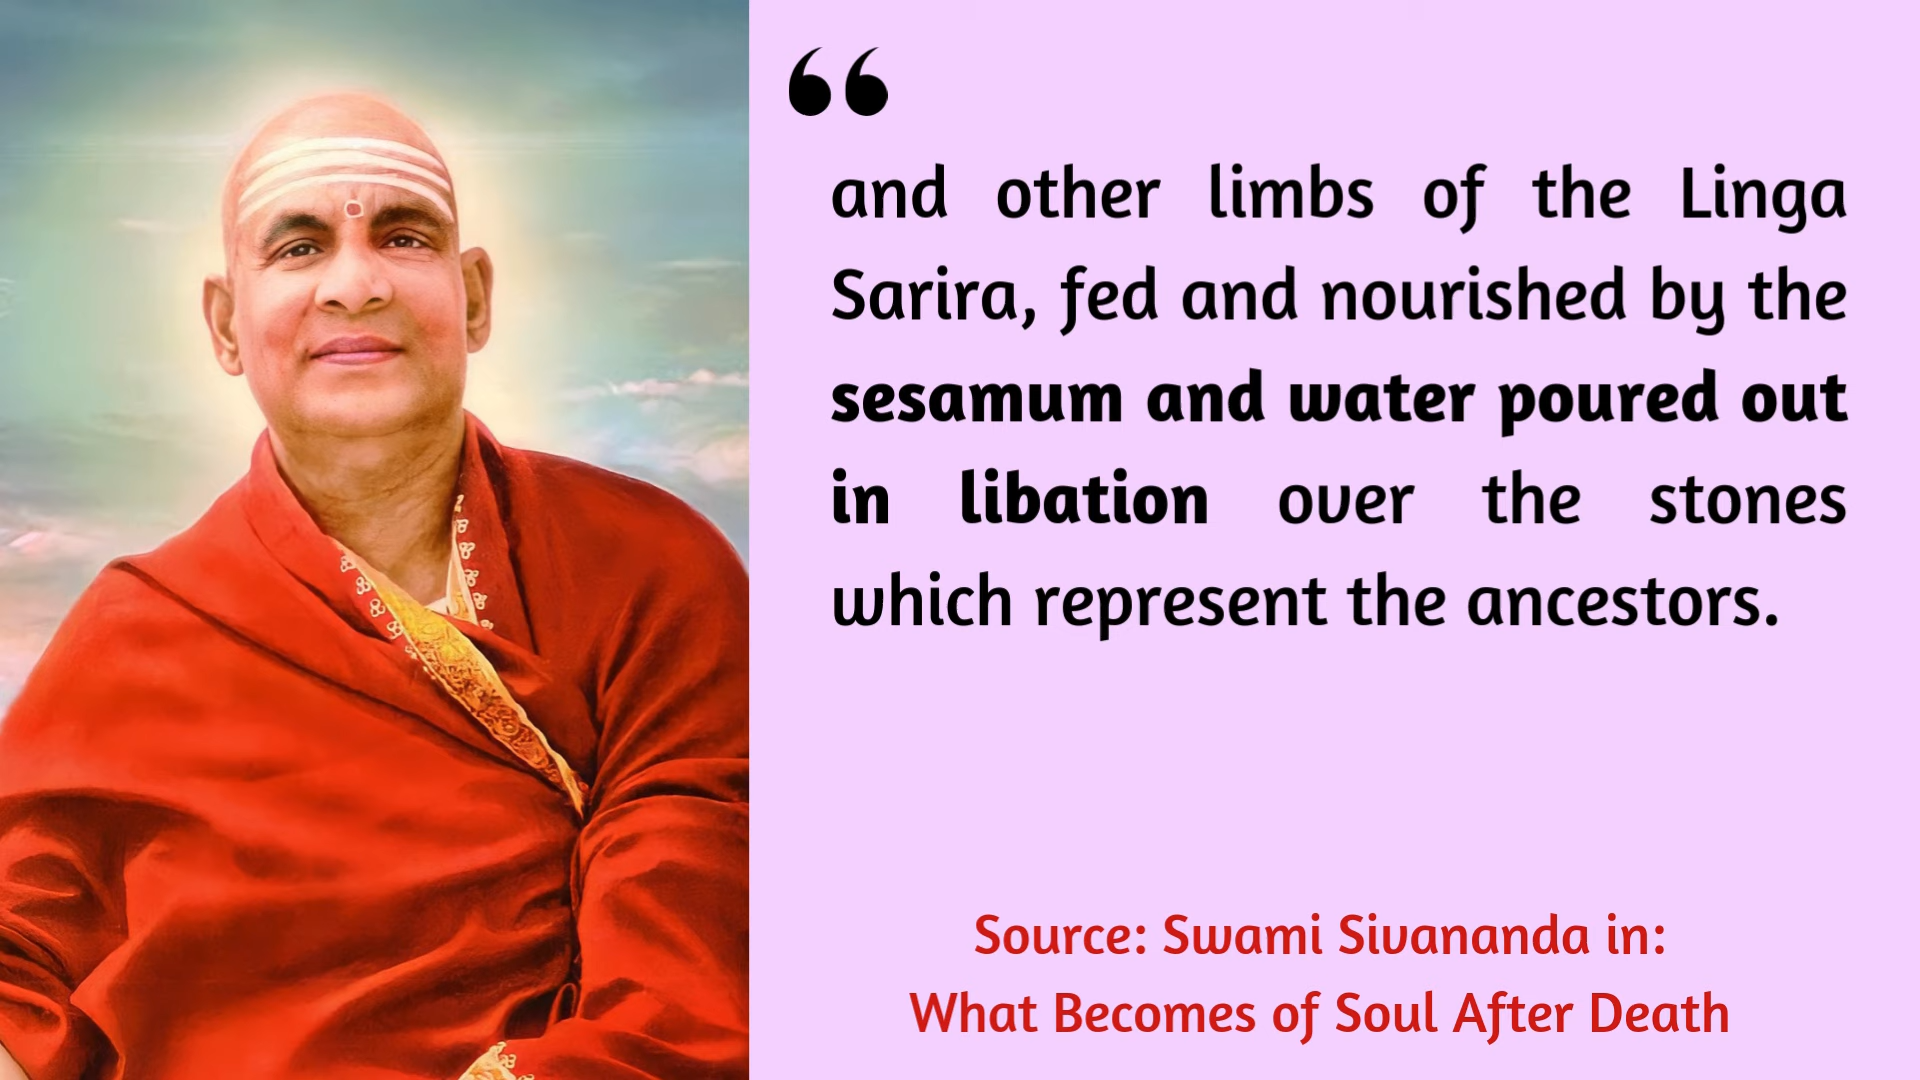 “
and other limbs of the Linga
Sarira, fed and nourished by the
sesamum and water poured out
in libation over the stones
which represent the ancestors.
Source: Swami Sivananda in:
What Becomes of Soul After Death